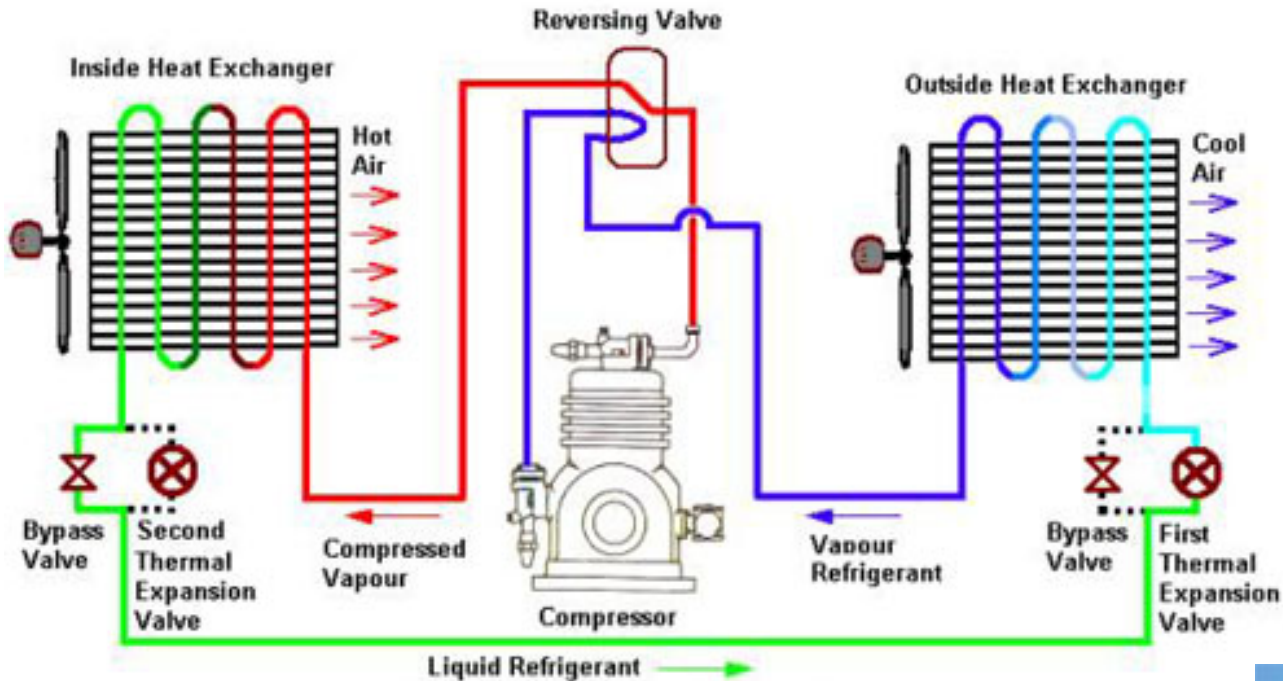 Reversing Valve
Inside Heat Exchanger
Outside Heat Exchanger
Hot
Air
Cool
Air
Bypass
Valve
Second
Thermal
Expansion
Valve
Compressed
Vapour
Compressor
Vapour
Refrigerant
Bypass
Valve
First
Thermal
Expansion
Valve
Liquid Refrigerant